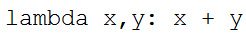 lambda x,y: x + y